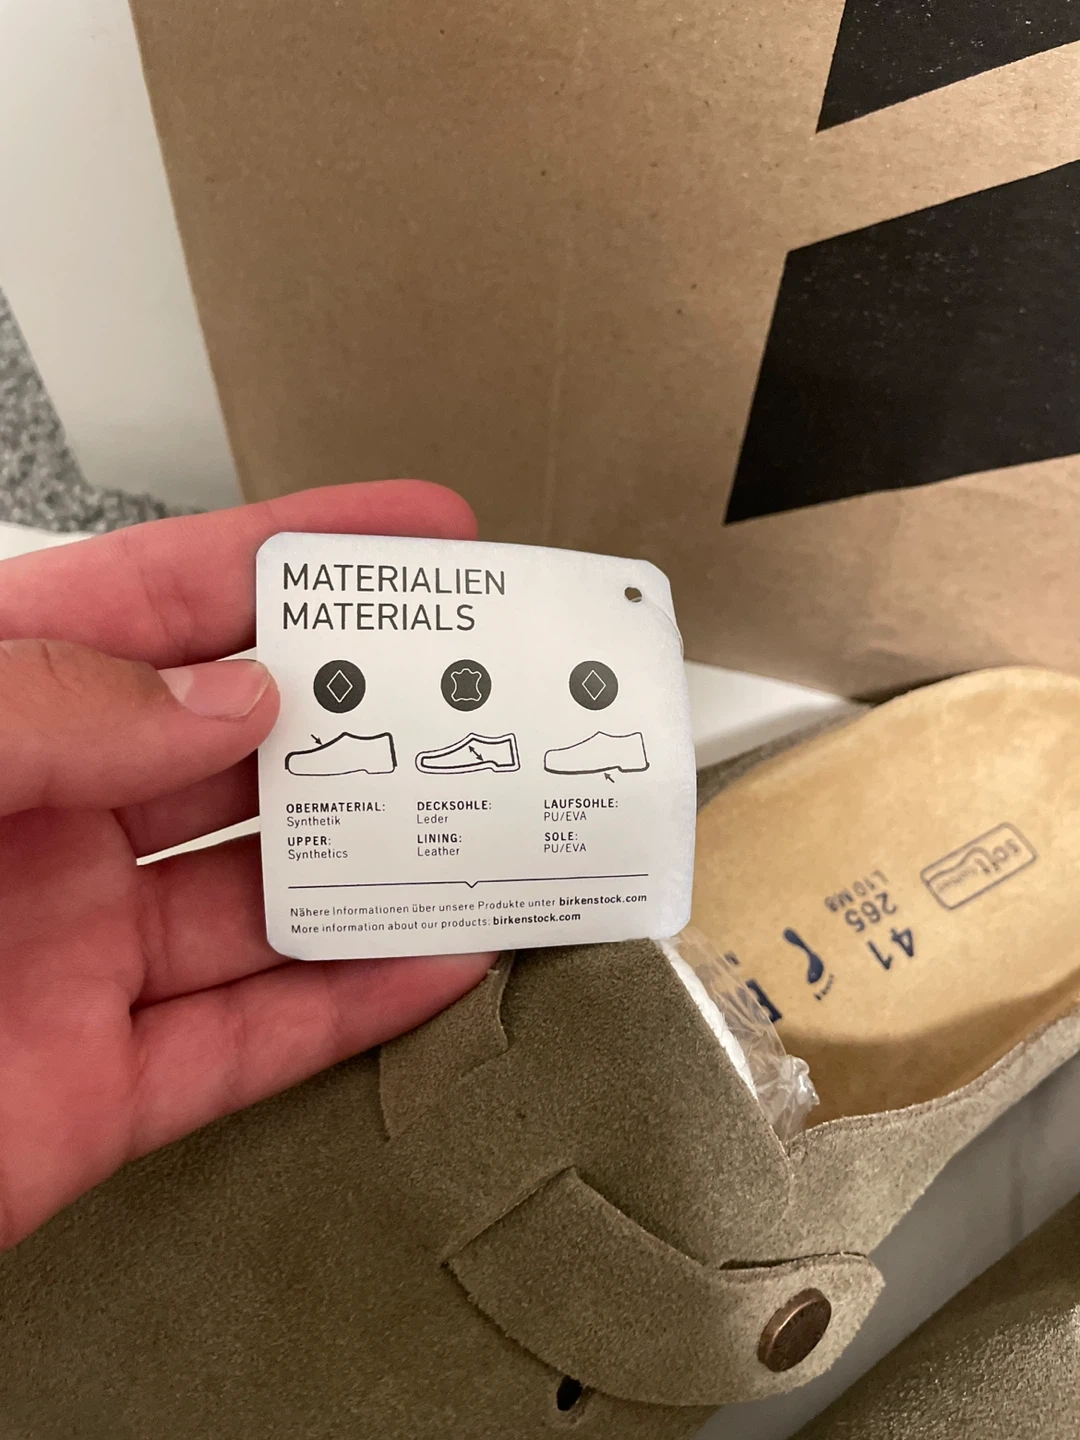 MATERIALIEN
MATERIALS
OBERMATERIAL:
Synthetik
UPPER:
Synthetics
DECKSOHLE:
Leder
LINING:
Leather
LAUFSOHLE:
PU/EVA
SOLE:
PU/EVA
Nähere Informationen über unsere Produkte unter birkenstock.com
More information about our products: birkenstock.com
soft
41
265
L10 M8